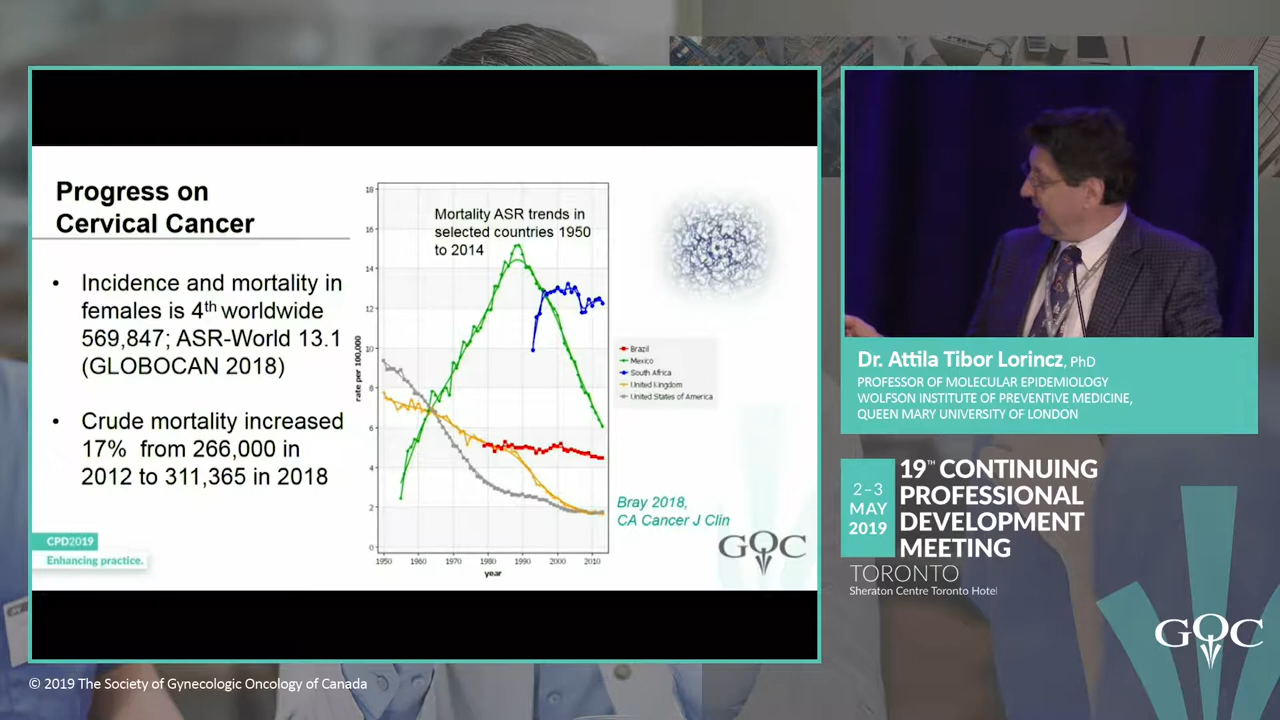 Progress on
Cervical Cancer
• Incidence and mortality in
females is 4th worldwide
569,847; ASR-World 13.1
(GLOBOCAN 2018)
• Crude mortality increased
17% from 266,000 in
2012 to 311,365 in 2018
CPD2019
Enhancing practice.
Mortality ASR trends in
selected countries 1950
to 2014
rate per 100,000
18
16
14
12
10
8
6
4
2
0
1950 1960 1970 1980 1990 2000 2010
year
Brazil
Mexico
South Africa
United Kingdom
United States of America
Bray 2018,
CA Cancer J Clin
GOC
Dr. Attila Tibor Lorincz, PhD
PROFESSOR OF MOLECULAR EPIDEMIOLOGY
WOLFSON INSTITUTE OF PREVENTIVE MEDICINE,
QUEEN MARY UNIVERSITY OF LONDON
2–3
MAY
2019
19TH CONTINUING
PROFESSIONAL
DEVELOPMENT
MEETING
TORONTO
Sheraton Centre Toronto Hotel
GOC
© 2019 The Society of Gynecologic Oncology of Canada